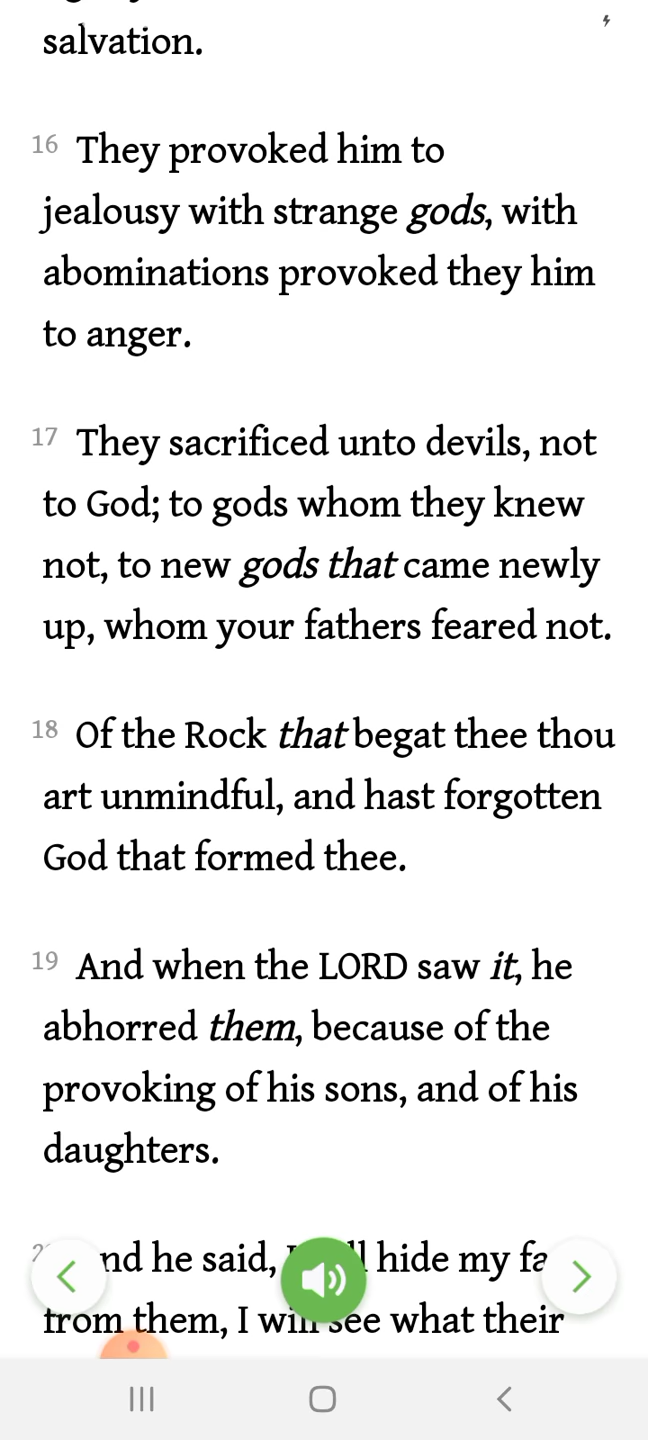 salvation.
16 They provoked him to
jealousy with strange gods, with
abominations provoked they him
to anger.
17 They sacrificed unto devils, not
to God; to gods whom they knew
not, to new gods that came newly
up, whom your fathers feared not.
18 Of the Rock that begat thee thou
art unmindful, and hast forgotten
God that formed thee.
19 And when the LORD saw it, he
abhorred them, because of the
provoking of his sons, and of his
daughters.
nd he said, hide my fa
from them, I will see what their